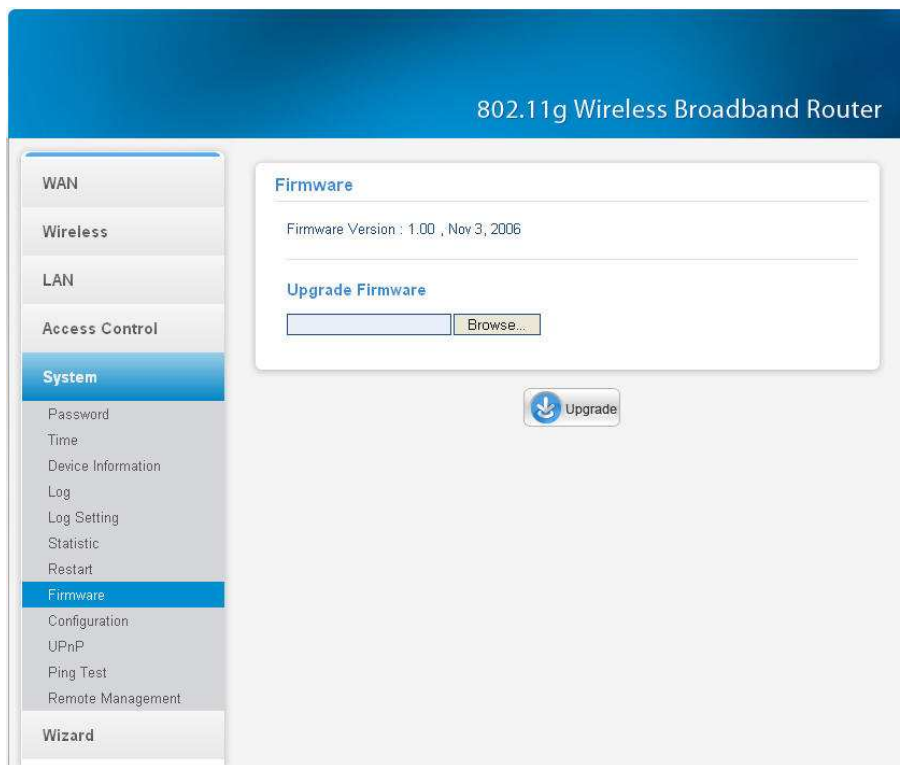 802.11g Wireless Broadband Router
WAN
Wireless
LAN
Access Control
System
Password
Time
Device Information
Log
Log Setting
Statistic
Restart
Firmware
Configuration
UPnP
Ping Test
Remote Management
Wizard
Firmware
Firmware Version : 1.00 , Nov 3, 2006
Upgrade Firmware
Browse...
Upgrade